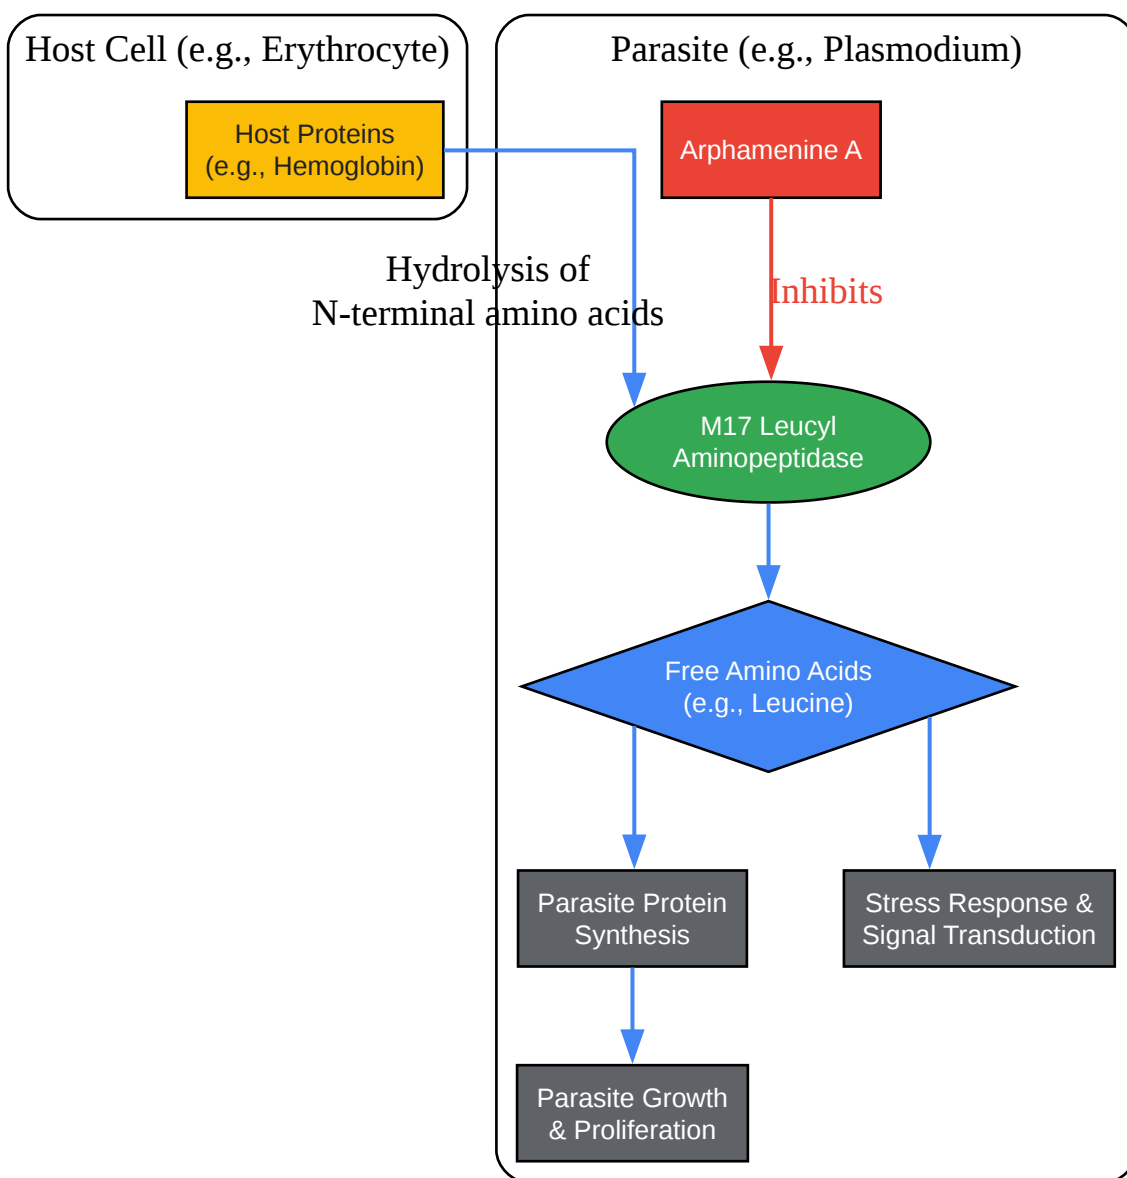 Host Cell (e.g., Erythrocyte)
Host Proteins
(e.g., Hemoglobin)
Parasite (e.g., Plasmodium)
Arphamenine A
Hydrolysis of
N-terminal amino acids
Inhibits
M17 Leucyl
Aminopeptidase
Free Amino Acids
(e.g., Leucine)
Parasite Protein
Synthesis
Stress Response &
Signal Transduction
Parasite Growth
& Proliferation